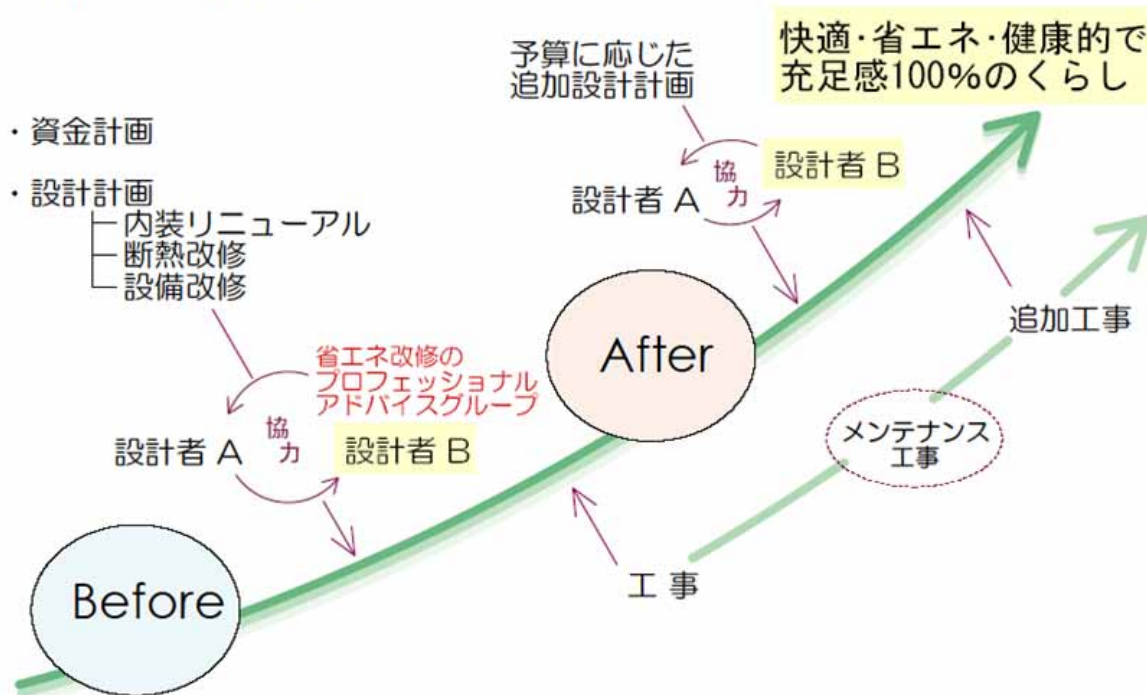 快適・省エネ・健康的で
充足感100%のくらし
予算に応じた
追加設計計画
・資金計画
・設計計画
内装リニューアル
断熱改修
設備改修
協力
設計者 A
設計者 B
省エネ改修の
プロフェッショナル
アドバイスグループ
設計者 A
協力
設計者 B
After
追加工事
メンテナンス
工事
工 事
Before